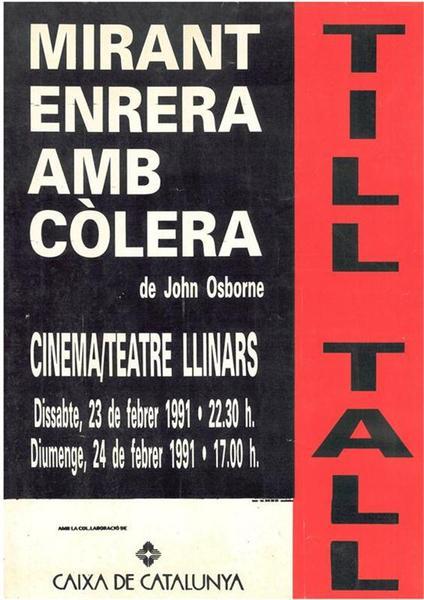 MIRANT
ENRERA
AMB
CÒLERA
de John Osborne
CINEMA/TEATRE LLINARS
Dissabte, 23 de febrer 1991 • 22.30 h.
Diumenge, 24 de febrer 1991 • 17.00 h.
TILL TALL
AMB LA COL.LABORACIÓ DE
CAIXA DE CATALUNYA